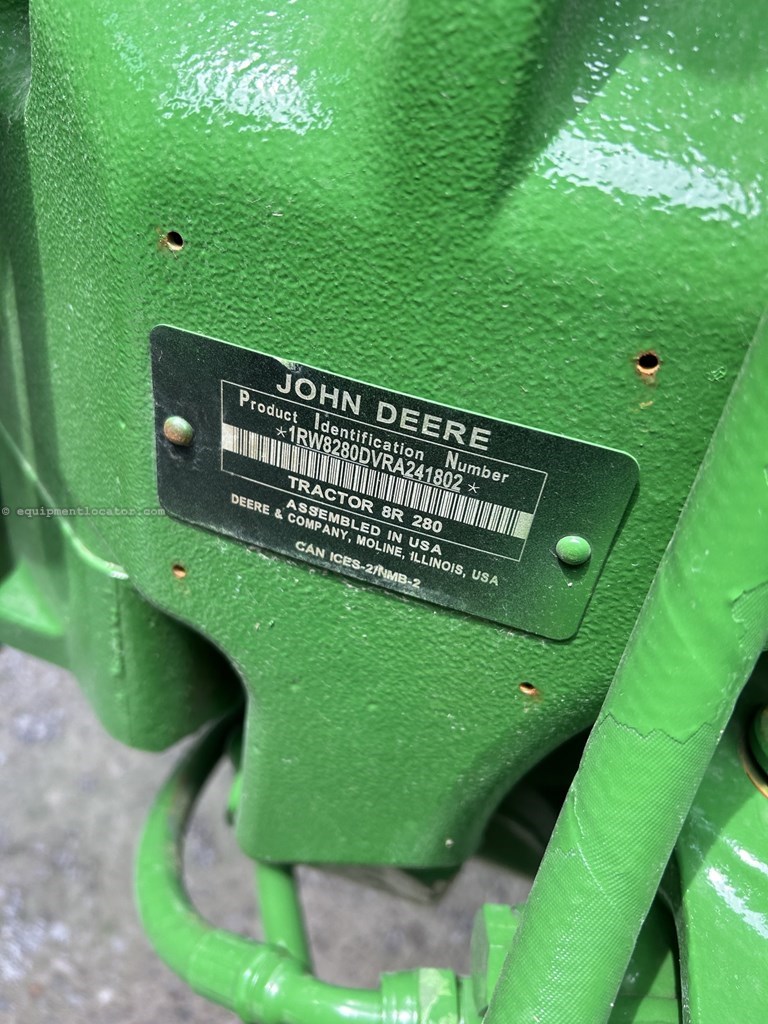 JOHN DEERE
Product Identification Number
*1RW8280DVRA241802*
TRACTOR 8R 280
ASSEMBLED IN USA
DEERE & COMPANY, MOLINE, ILLINOIS, USA
CAN ICES-2/NMB-2
© equipmentlocator.com